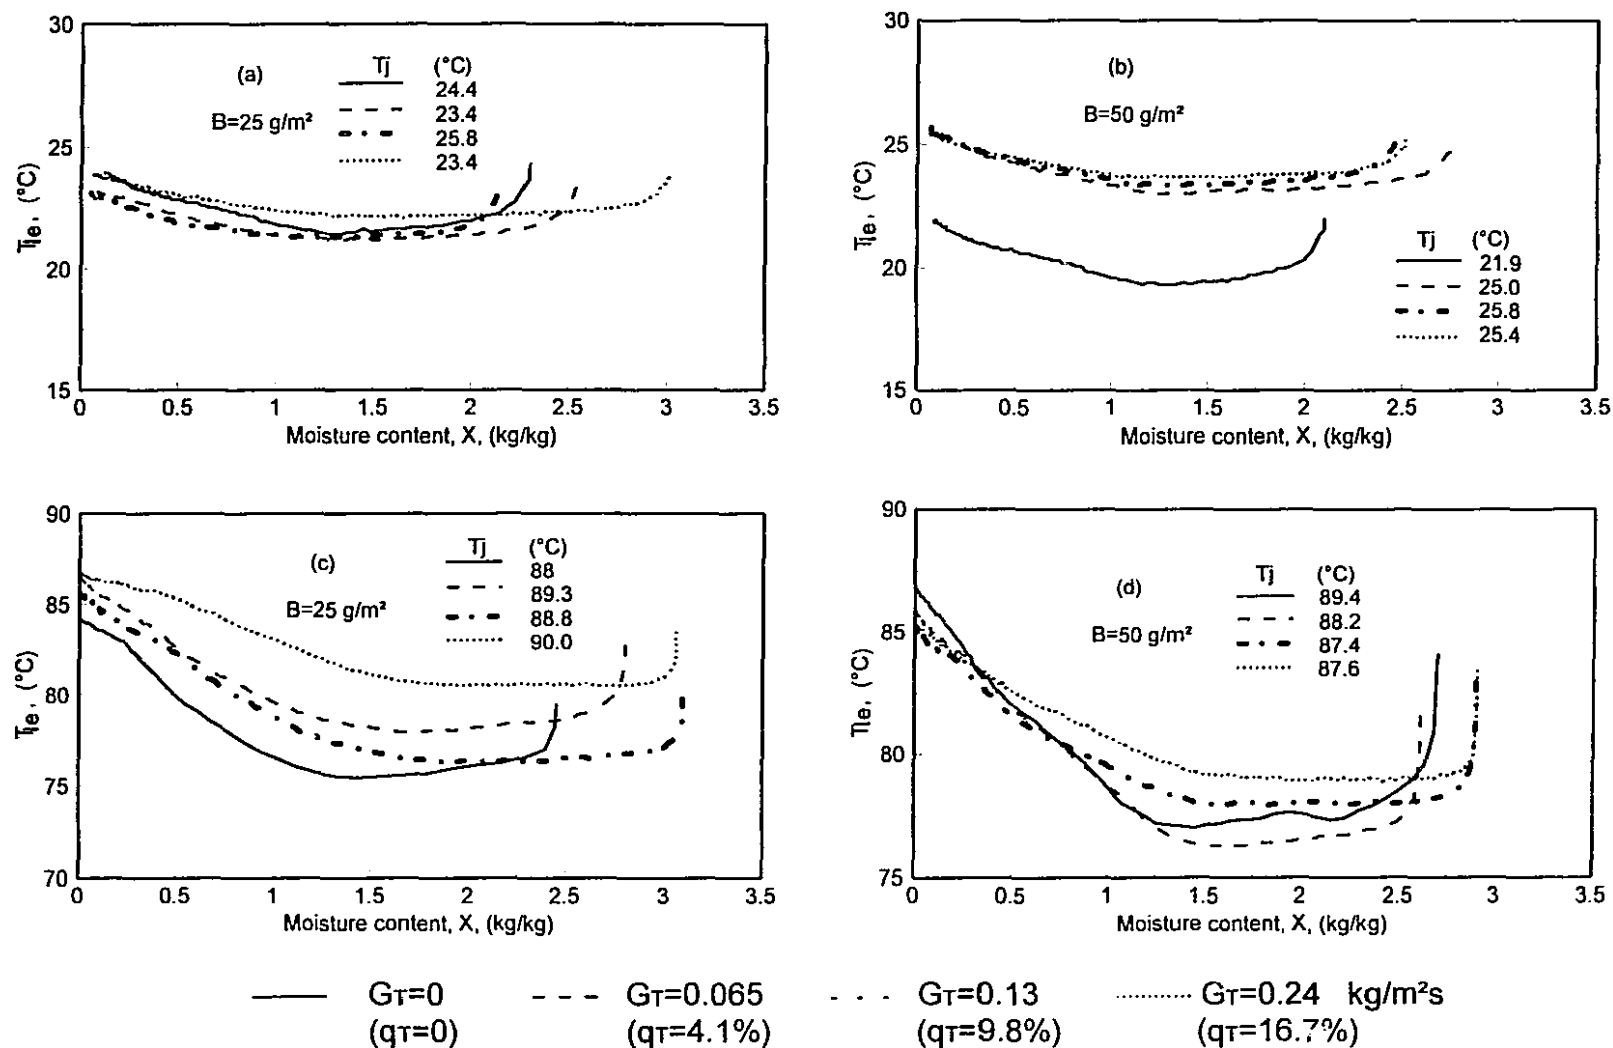 30
25
20
15
Tje, (°C)
(a)
B=25 g/m²
Tj (°C)
24.4
23.4
25.8
23.4
0 0.5 1 1.5 2 2.5 3 3.5
Moisture content, X, (kg/kg)
30
25
20
15
Tje, (°C)
(b)
B=50 g/m²
Tj (°C)
21.9
25.0
25.8
25.4
0 0.5 1 1.5 2 2.5 3 3.5
Moisture content, X, (kg/kg)
90
85
80
75
70
Tje, (°C)
(c)
B=25 g/m²
Tj (°C)
88
89.3
88.8
90.0
0 0.5 1 1.5 2 2.5 3 3.5
Moisture content, X, (kg/kg)
90
85
80
75
Tje, (°C)
(d)
B=50 g/m²
Tj (°C)
89.4
88.2
87.4
87.6
0 0.5 1 1.5 2 2.5 3 3.5
Moisture content, X, (kg/kg)
GT=0 GT=0.065 GT=0.13 GT=0.24 kg/m²s
(qT=0) (qT=4.1%) (qT=9.8%) (qT=16.7%)